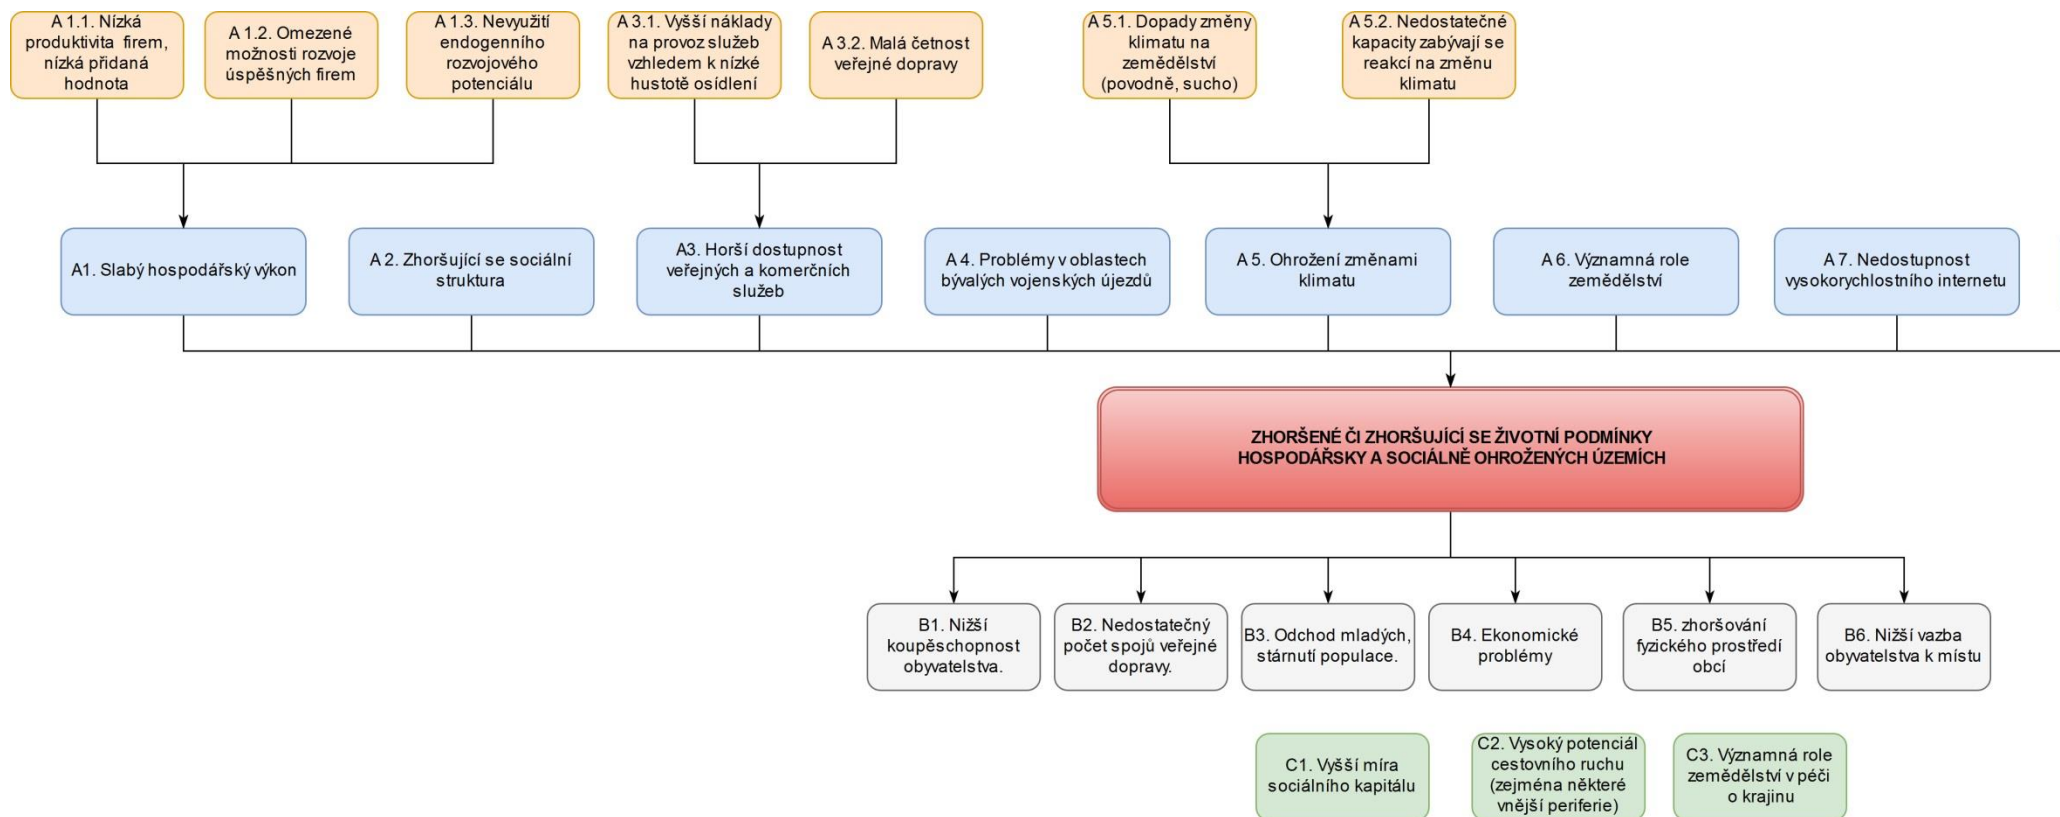 A 1.1. Nízká
produktivita firem,
nízká přidaná
hodnota
A 1.2. Omezené
možnosti rozvoje
úspěšných firem
A 1.3. Nevyužití
endogenního
rozvojového
potenciálu
A 3.1. Vyšší náklady
na provoz služeb
vzhledem k nízké
hustotě osídlení
A 3.2. Malá četnost
veřejné dopravy
A 5.1. Dopady změny
klimatu na
zemědělství
(povodně, sucho)
A 5.2. Nedostatečné
kapacity zabývají se
reakcí na změnu
klimatu
A1. Slabý hospodářský výkon
A 2. Zhoršující se sociální
struktura
A3. Horší dostupnost
veřejných a komerčních
služeb
A 4. Problémy v oblastech
bývalých vojenských újezdů
A 5. Ohrožení změnami
klimatu
A 6. Významná role
zemědělství
A 7. Nedostupnost
vysokorychlostního internetu
ZHORŠENÉ ČI ZHORŠUJÍCÍ SE ŽIVOTNÍ PODMÍNKY
HOSPODÁŘSKY A SOCIÁLNĚ OHROŽENÝCH ÚZEMÍCH
B1. Nižší
koupěschopnost
obyvatelstva.
B2. Nedostatečný
počet spojů veřejné
dopravy.
B3. Odchod mladých,
stárnutí populace.
B4. Ekonomické
problémy
B5. zhoršování
fyzického prostředí
obcí
B6. Nižší vazba
obyvatelstva k místu
C1. Vyšší míra
sociálního kapitálu
C2. Vysoký potenciál
cestovního ruchu
(zejména některé
vnější periferie)
C3. Významná role
zemědělství v péči
o krajinu